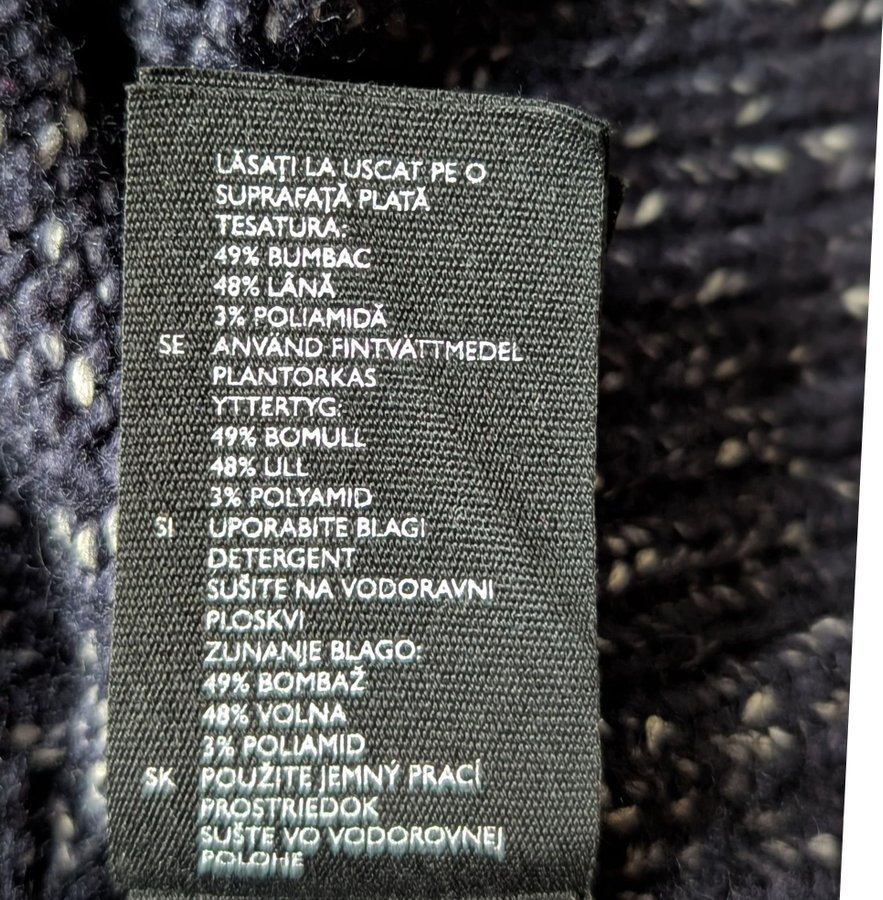 LĂSAȚI LA USCAT PE O
SUPRAFAȚĂ PLATĂ
TESATURA:
49% BUMBAC
48% LÂNĂ
3% POLIAMIDĂ
SE ANVÄND FINTVÄTTMEDEL
PLANTORKAS
YTTERTYG:
49% BOMULL
48% ULL
3% POLYAMID
SI UPORABITE BLAGI
DETERGENT
SUŠITE NA VODORAVNI
PLOSKVI
ZUNANJE BLAGO:
49% BOMBAŽ
48% VOLNA
3% POLIAMID
SK POUŽITE JEMNÝ PRACÍ
PROSTRIEDOK
SUŠTE VO VODOROVNEJ
POLOHE